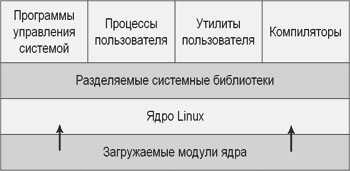 Программы
управления
системой
Процессы
пользователя
Утилиты
пользователя
Компиляторы
Разделяемые системные библиотеки
Ядро Linux
Загружаемые модули ядра